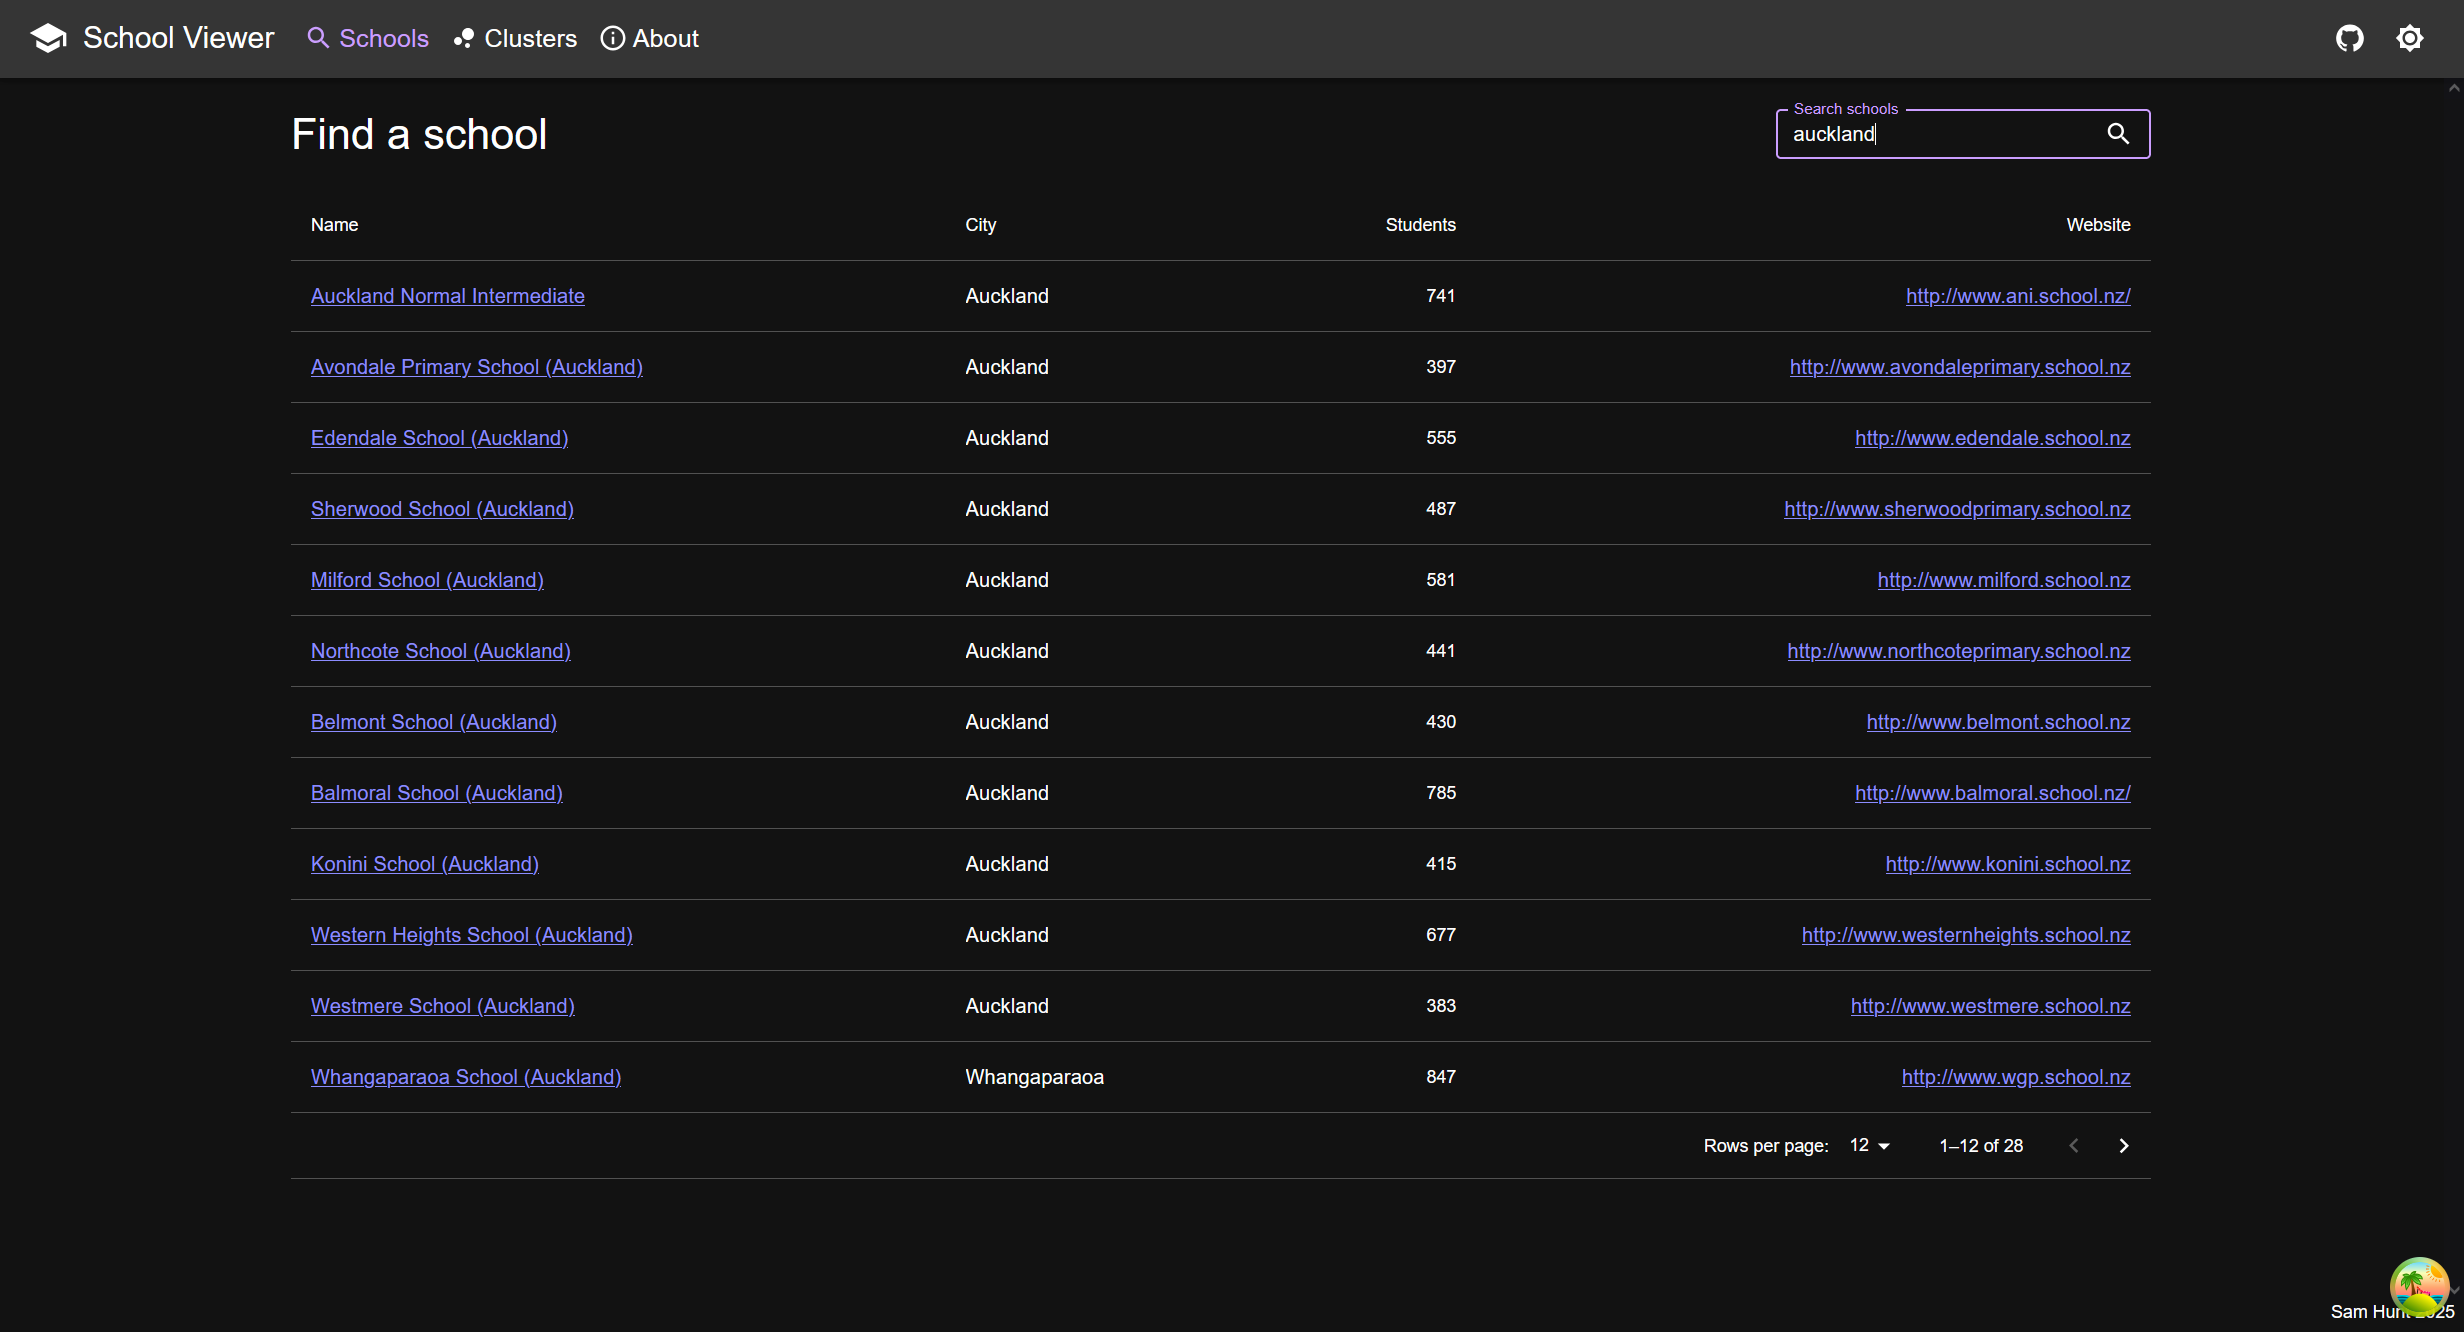 School Viewer Schools Clusters About
Find a school
Search schools
auckland
Name City Students Website
Auckland Normal Intermediate Auckland 741 http://www.ani.school.nz/
Avondale Primary School (Auckland) Auckland 397 http://www.avondaleprimary.school.nz
Edendale School (Auckland) Auckland 555 http://www.edendale.school.nz
Sherwood School (Auckland) Auckland 487 http://www.sherwoodprimary.school.nz
Milford School (Auckland) Auckland 581 http://www.milford.school.nz
Northcote School (Auckland) Auckland 441 http://www.northcoteprimary.school.nz
Belmont School (Auckland) Auckland 430 http://www.belmont.school.nz
Balmoral School (Auckland) Auckland 785 http://www.balmoral.school.nz/
Konini School (Auckland) Auckland 415 http://www.konini.school.nz
Western Heights School (Auckland) Auckland 677 http://www.westernheights.school.nz
Westmere School (Auckland) Auckland 383 http://www.westmere.school.nz
Whangaparaoa School (Auckland) Whangaparaoa 847 http://www.wgp.school.nz
Rows per page: 12 1–12 of 28
Sam